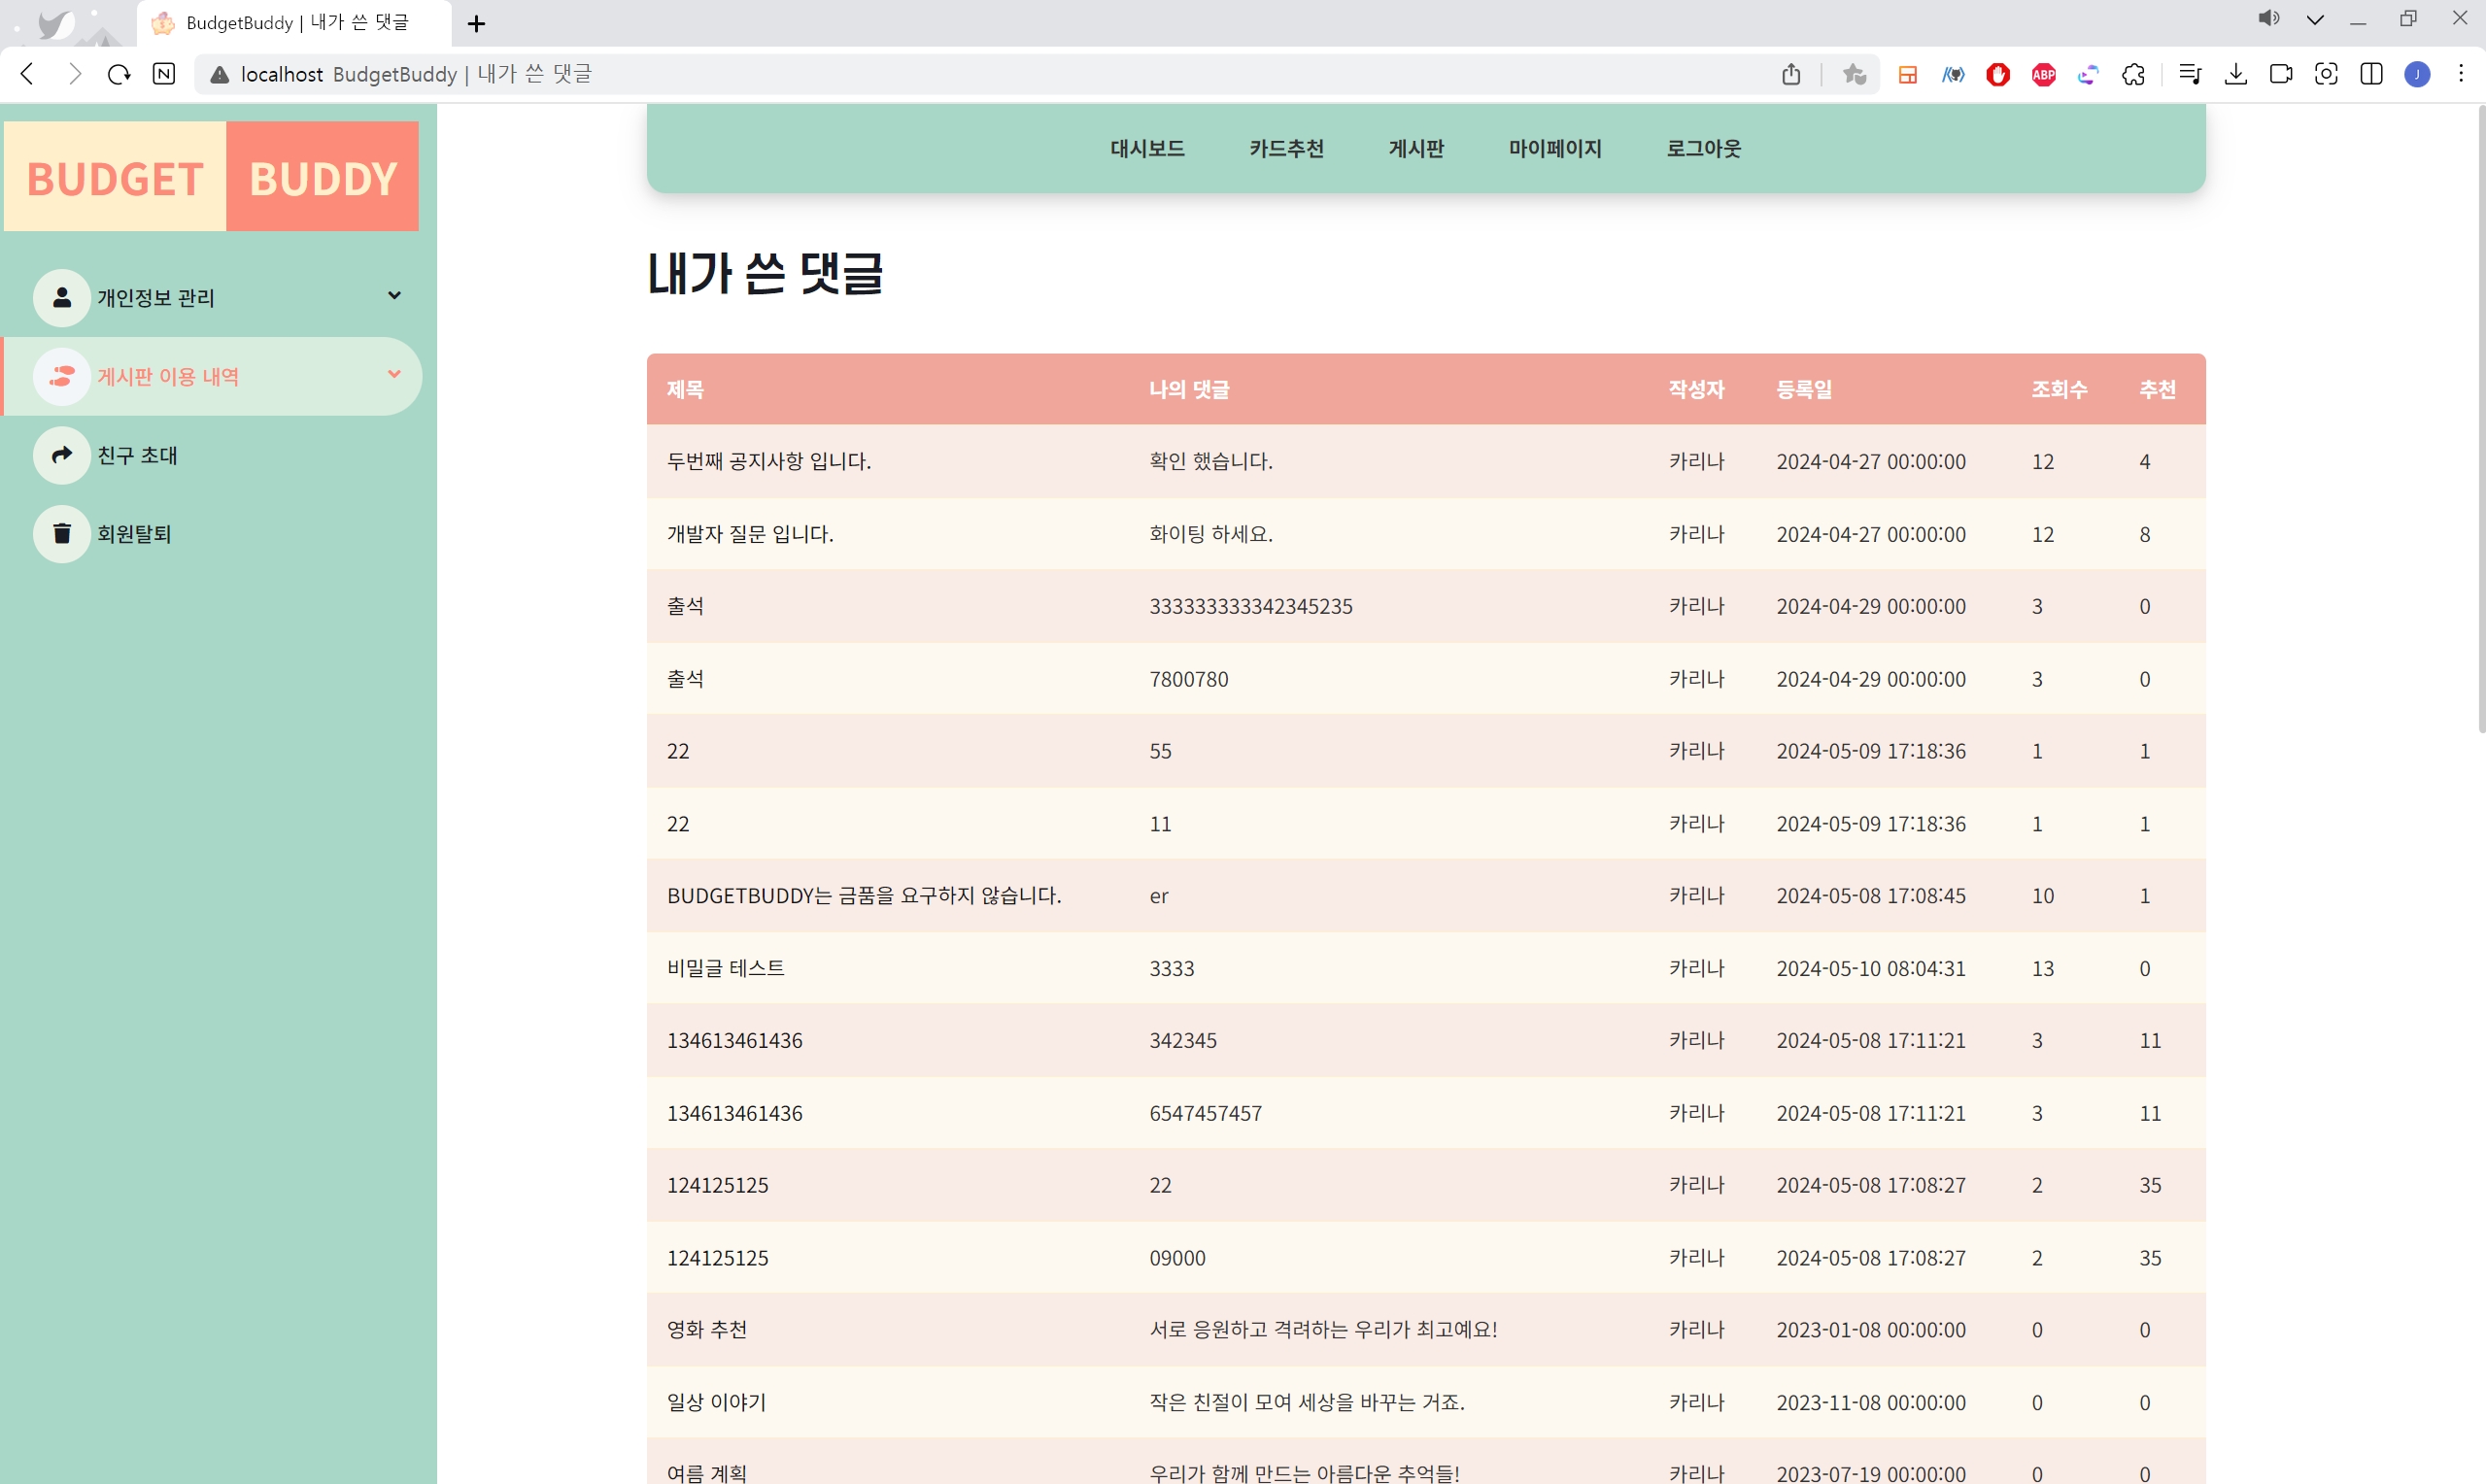 BudgetBuddy | 내가 쓴 댓글
localhost BudgetBuddy | 내가 쓴 댓글
ABP
J
BUDGET BUDDY
대시보드 카드추천 게시판 마이페이지 로그아웃
개인정보 관리
게시판 이용 내역
친구 초대
회원탈퇴
내가 쓴 댓글
제목 나의 댓글 작성자 등록일 조회수 추천
두번째 공지사항 입니다. 확인 했습니다. 카리나 2024-04-27 00:00:00 12 4
개발자 질문 입니다. 화이팅 하세요. 카리나 2024-04-27 00:00:00 12 8
출석 333333333342345235 카리나 2024-04-29 00:00:00 3 0
출석 7800780 카리나 2024-04-29 00:00:00 3 0
22 55 카리나 2024-05-09 17:18:36 1 1
22 11 카리나 2024-05-09 17:18:36 1 1
BUDGETBUDDY는 금품을 요구하지 않습니다. er 카리나 2024-05-08 17:08:45 10 1
비밀글 테스트 3333 카리나 2024-05-10 08:04:31 13 0
134613461436 342345 카리나 2024-05-08 17:11:21 3 11
134613461436 6547457457 카리나 2024-05-08 17:11:21 3 11
124125125 22 카리나 2024-05-08 17:08:27 2 35
124125125 09000 카리나 2024-05-08 17:08:27 2 35
영화 추천 서로 응원하고 격려하는 우리가 최고예요! 카리나 2023-01-08 00:00:00 0 0
일상 이야기 작은 친절이 모여 세상을 바꾸는 거죠. 카리나 2023-11-08 00:00:00 0 0
여름 계획 우리가 함께 만드는 아름다운 추억들! 카리나 2023-07-19 00:00:00 0 0